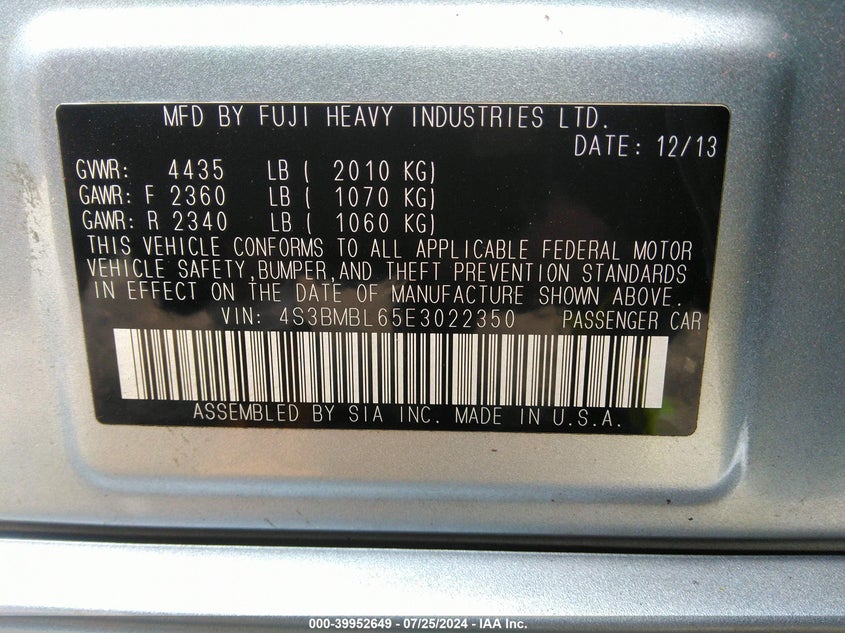 MFD BY FUJI HEAVY INDUSTRIES LTD.
DATE: 12/13
GVWR: 4435 LB ( 2010 KG)
GAWR: F 2360 LB ( 1070 KG)
GAWR: R 2340 LB ( 1060 KG)
THIS VEHICLE CONFORMS TO ALL APPLICABLE FEDERAL MOTOR
VEHICLE SAFETY,BUMPER,AND THEFT PREVENTION STANDARDS
IN EFFECT ON THE DATE OF MANUFACTURE SHOWN ABOVE.
VIN: 4S3BMBL65E3022350 PASSENGER CAR
ASSEMBLED BY SIA INC. MADE IN U.S.A.
000-39952649 - 07/25/2024 - IAA Inc.